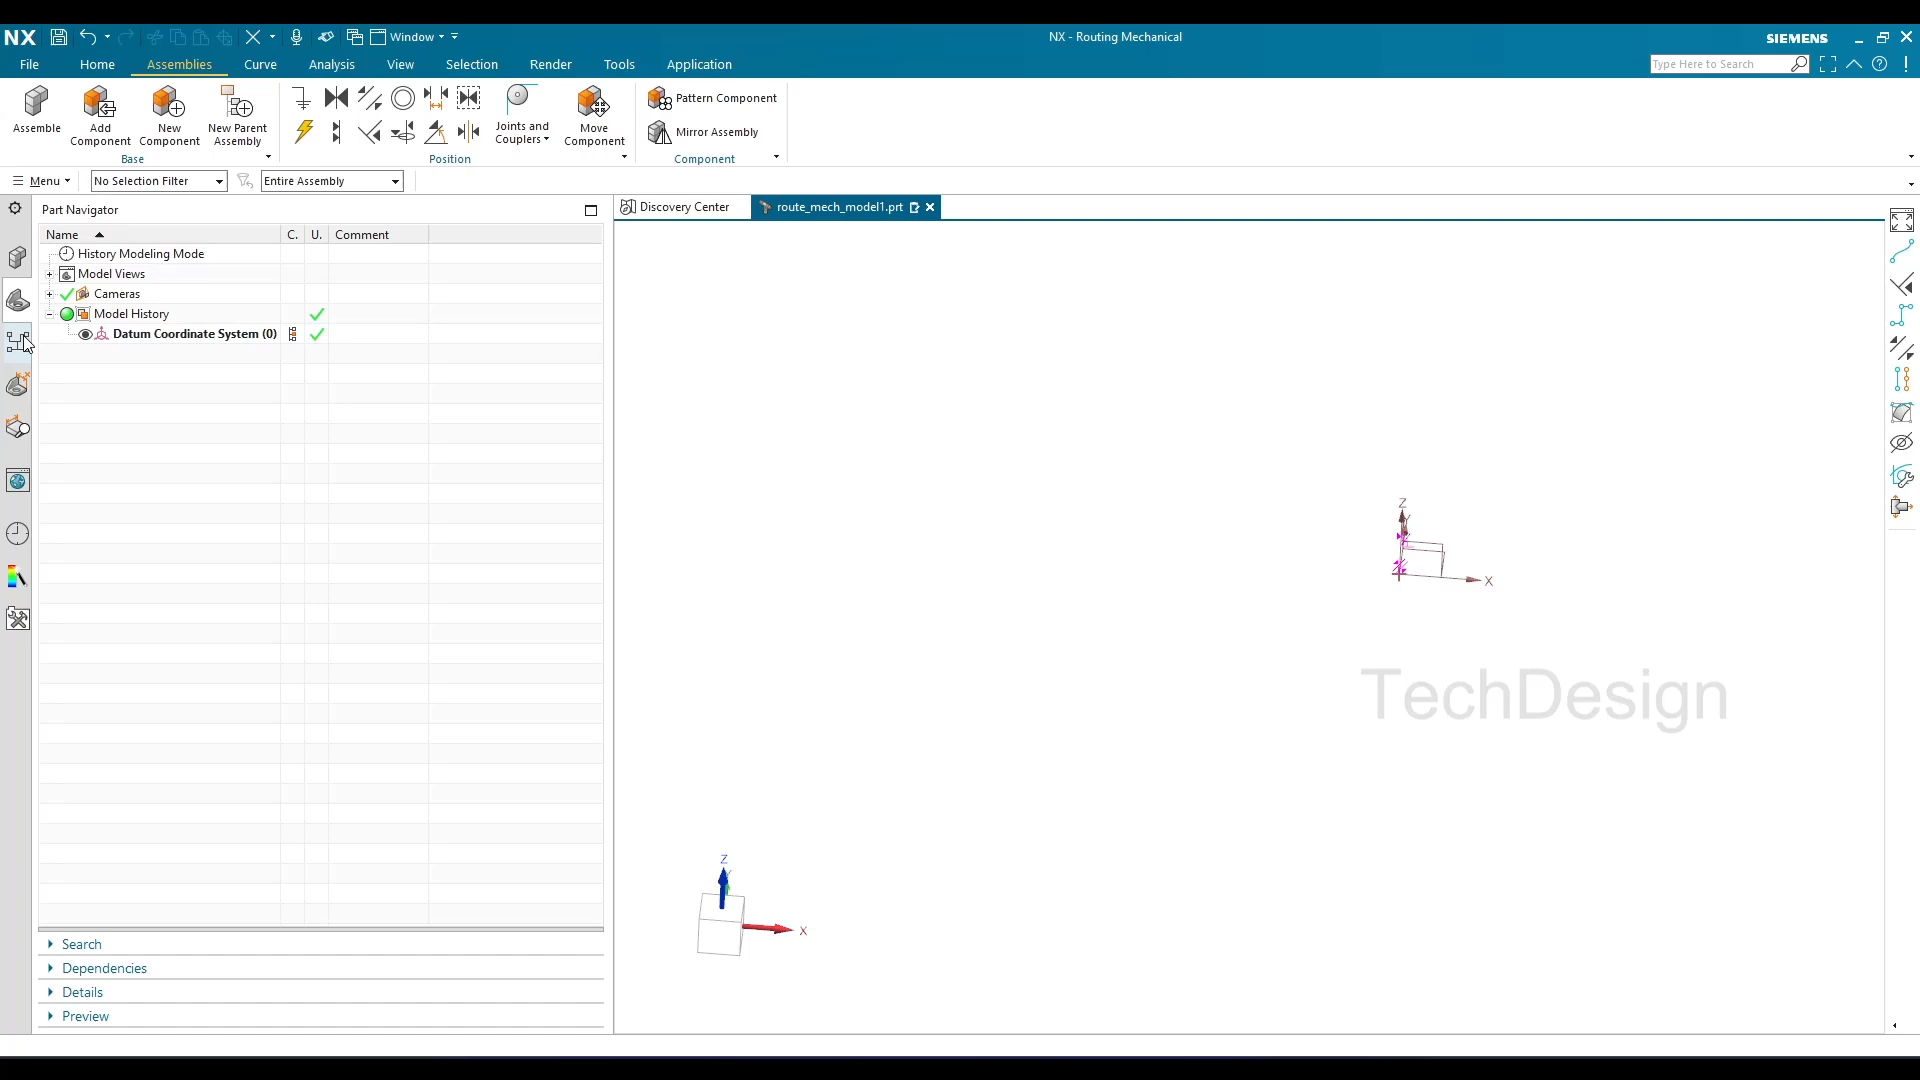 NX
Window
NX - Routing Mechanical
SIEMENS
File
Home
Assemblies
Curve
Analysis
View
Selection
Render
Tools
Application
Type Here to Search
Assemble
Add
Component
New
Component
New Parent
Assembly
Base
Joints and
Couplers
Move
Component
Position
Pattern Component
Mirror Assembly
Component
Menu
No Selection Filter
Entire Assembly
Part Navigator
Discovery Center
route_mech_model1.prt
Name
C.
U.
Comment
History Modeling Mode
Model Views
Cameras
Model History
Datum Coordinate System (0)
Z
Y
X
TechDesign
Z
Y
X
Search
Dependencies
Details
Preview